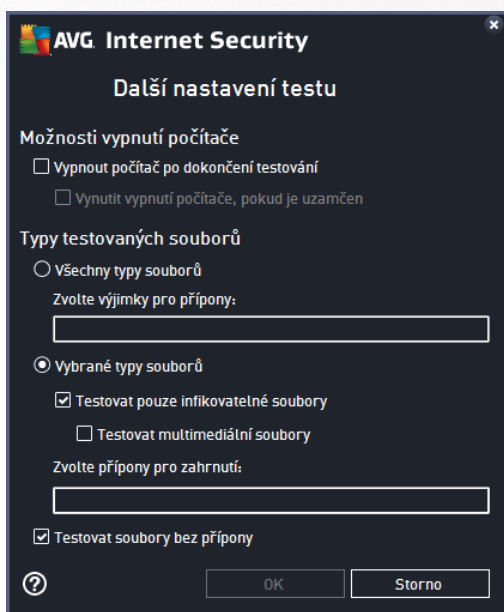 AVG Internet Security
Další nastavení testu
Možnosti vypnutí počítače
Vypnout počítač po dokončení testování
Vynutit vypnutí počítače, pokud je uzamčen
Typy testovaných souborů
Všechny typy souborů
Zvolte výjimky pro přípony:
Vybrané typy souborů
Testovat pouze infikovatelné soubory
Testovat multimediální soubory
Zvolte přípony pro zahrnutí:
Testovat soubory bez přípony
OK Storno